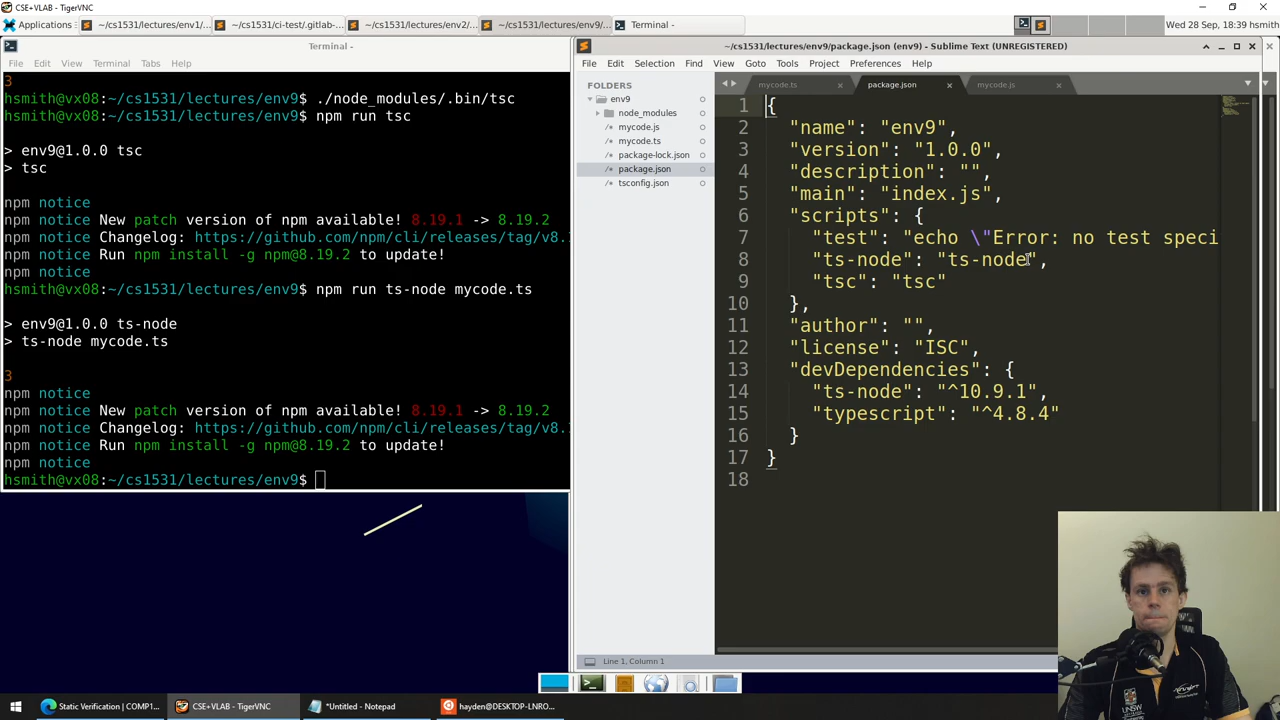 CSE+VLAB - TigerVNC
Applications
~/cs1531/lectures/env1/...
~/cs1531/ci-test/.gitlab-...
~/cs1531/lectures/env2/...
~/cs1531/lectures/env9/...
Terminal -
Wed 28 Sep, 18:39 hsmith
Terminal -
File Edit View Terminal Tabs Help
3
hsmith@vx08:~/cs1531/lectures/env9$ ./node_modules/.bin/tsc
hsmith@vx08:~/cs1531/lectures/env9$ npm run tsc
> env9@1.0.0 tsc
> tsc
npm notice
npm notice New patch version of npm available! 8.19.1 -> 8.19.2
npm notice Changelog: https://github.com/npm/cli/releases/tag/v8.
npm notice Run npm install -g npm@8.19.2 to update!
npm notice
hsmith@vx08:~/cs1531/lectures/env9$ npm run ts-node mycode.ts
> env9@1.0.0 ts-node
> ts-node mycode.ts
3
npm notice
npm notice New patch version of npm available! 8.19.1 -> 8.19.2
npm notice Changelog: https://github.com/npm/cli/releases/tag/v8.
npm notice Run npm install -g npm@8.19.2 to update!
npm notice
hsmith@vx08:~/cs1531/lectures/env9$
~/cs1531/lectures/env9/package.json (env9) - Sublime Text (UNREGISTERED)
File Edit Selection Find View Goto Tools Project Preferences Help
FOLDERS
env9
node_modules
mycode.js
mycode.ts
package-lock.json
package.json
tsconfig.json
mycode.ts
package.json
mycode.js
1 {
2 "name": "env9",
3 "version": "1.0.0",
4 "description": "",
5 "main": "index.js",
6 "scripts": {
7 "test": "echo \"Error: no test speci
8 "ts-node": "ts-node",
9 "tsc": "tsc"
10 },
11 "author": "",
12 "license": "ISC",
13 "devDependencies": {
14 "ts-node": "^10.9.1",
15 "typescript": "^4.8.4"
16 }
17 }
18
Line 1, Column 1
Static Verification | COMP1...
CSE+VLAB - TigerVNC
*Untitled - Notepad
hayden@DESKTOP-LNRO...
UNSW